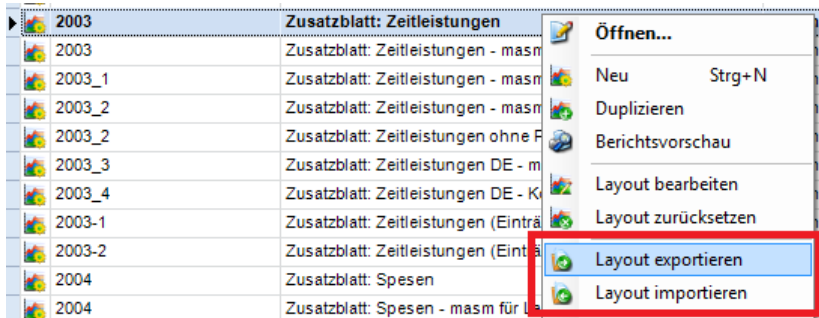 2003 Zusatzblatt: Zeitleistungen
2003 Zusatzblatt: Zeitleistungen - masm
2003_1 Zusatzblatt: Zeitleistungen - masm
2003_2 Zusatzblatt: Zeitleistungen - masm
2003_2 Zusatzblatt: Zeitleistungen ohne
2003_3 Zusatzblatt: Zeitleistungen DE - m
2003_4 Zusatzblatt: Zeitleistungen DE - K
2003-1 Zusatzblatt: Zeitleistungen (Einträ
2003-2 Zusatzblatt: Zeitleistungen (Einträ
2004 Zusatzblatt: Spesen
2004 Zusatzblatt: Spesen - masm für
Öffnen...
Neu Strg+N
Duplizieren
Berichtsvorschau
Layout bearbeiten
Layout zurücksetzen
Layout exportieren
Layout importieren